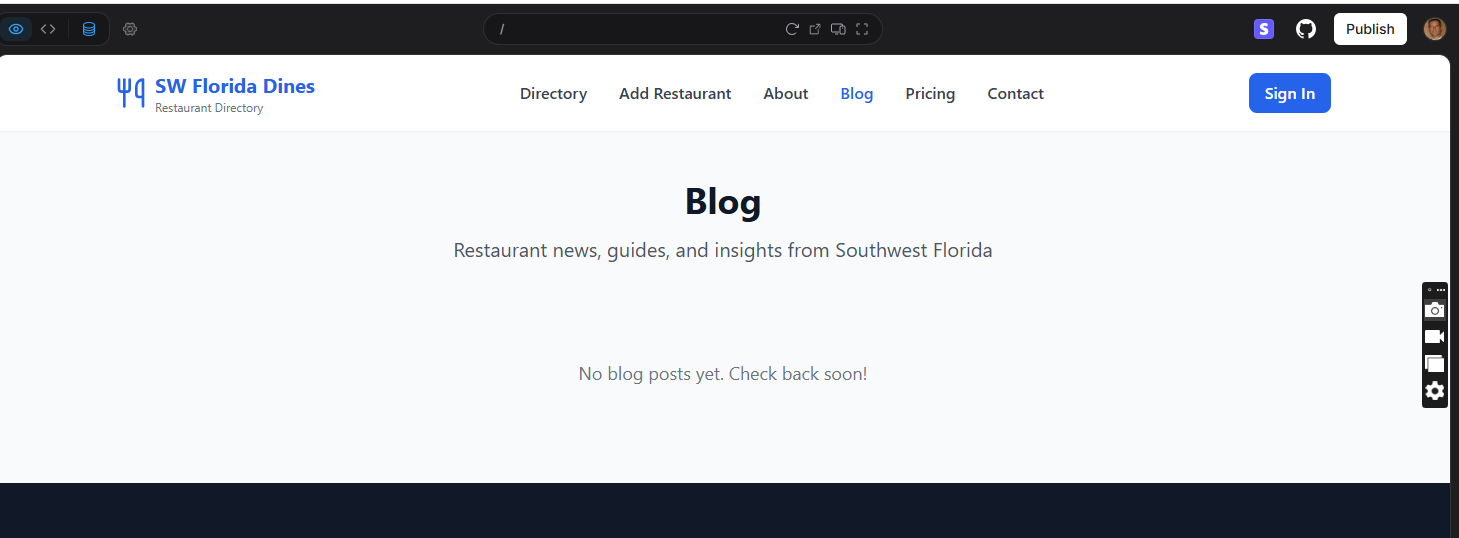 /
S
Publish
SW Florida Dines
Restaurant Directory
Directory
Add Restaurant
About
Blog
Pricing
Contact
Sign In
Blog
Restaurant news, guides, and insights from Southwest Florida
No blog posts yet. Check back soon!